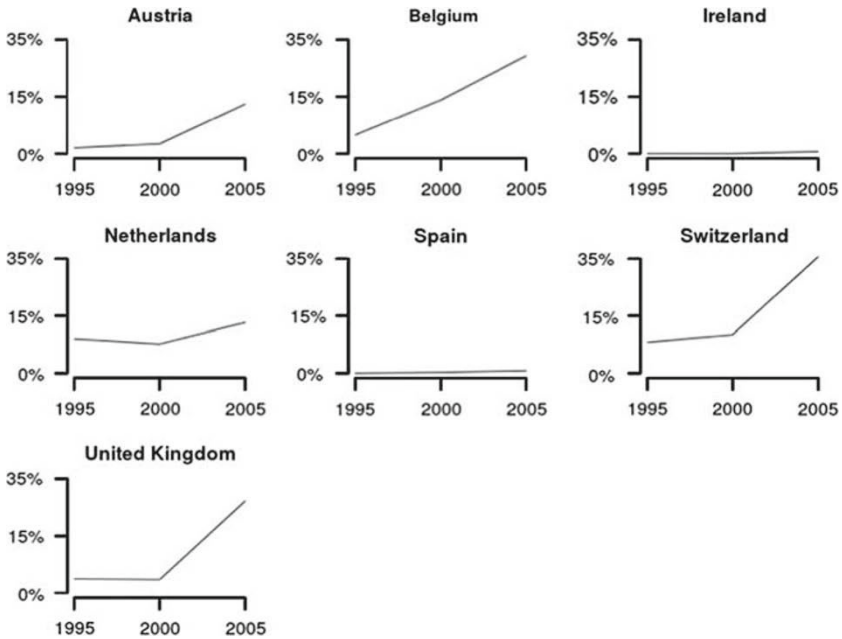 Austria Belgium Ireland
35% 35% 35%
15% 15% 15%
0% 0% 0%
1995 2000 2005 1995 2000 2005 1995 2000 2005
Netherlands Spain Switzerland
35% 35% 35%
15% 15% 15%
0% 0% 0%
1995 2000 2005 1995 2000 2005 1995 2000 2005
United Kingdom
35%
15%
0%
1995 2000 2005